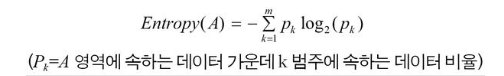 Entropy(A) = − ∑_{k=1}^{m} p_k log_2(p_k)
(P_k=A 영역에 속하는 데이터 가운데 k 범주에 속하는 데이터 비율)